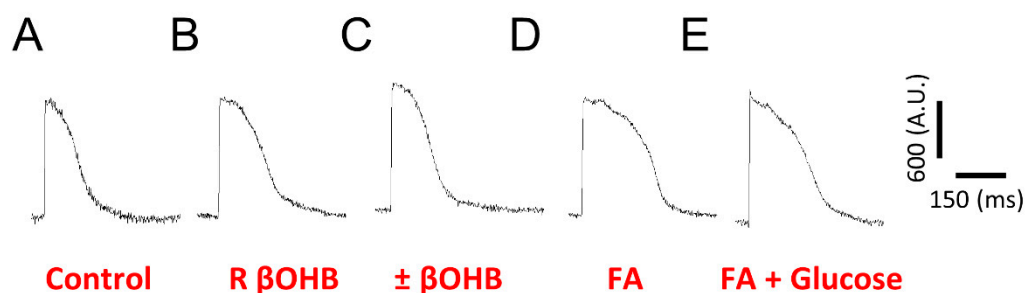 A B C D E
600 (A.U.)
150 (ms)
Control R βOHB ± βOHB FA FA + Glucose